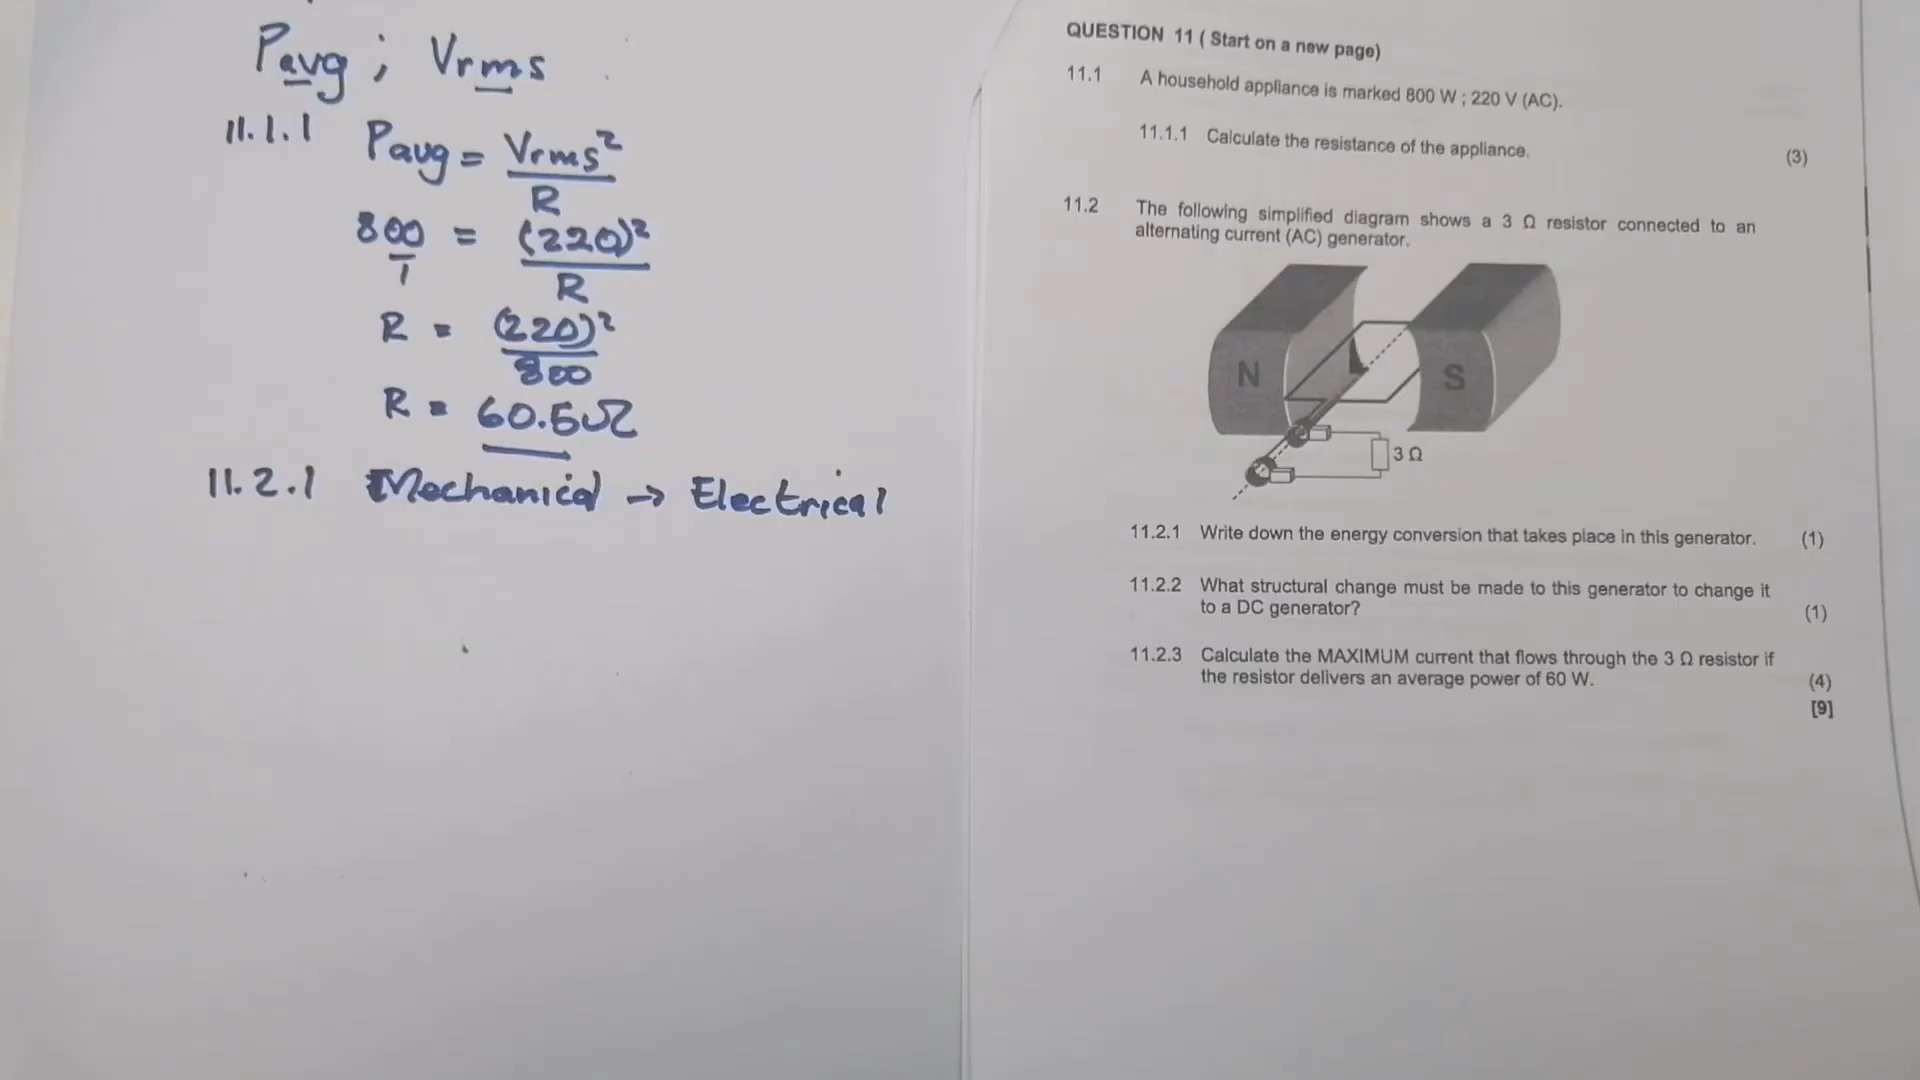 Pavg ; Vrms
11.1.1 Pavg = Vrms²
R
800 = (220)²
1 R
R = (220)²
800
R = 60.5Ω
11.2.1 Mechanical → Electrical
QUESTION 11 ( Start on a new page)
11.1 A household appliance is marked 800 W ; 220 V (AC).
11.1.1 Calculate the resistance of the appliance. (3)
11.2 The following simplified diagram shows a 3 Ω resistor connected to an
alternating current (AC) generator.
N S
3 Ω
11.2.1 Write down the energy conversion that takes place in this generator. (1)
11.2.2 What structural change must be made to this generator to change it
to a DC generator? (1)
11.2.3 Calculate the MAXIMUM current that flows through the 3 Ω resistor if
the resistor delivers an average power of 60 W. (4)
[9]